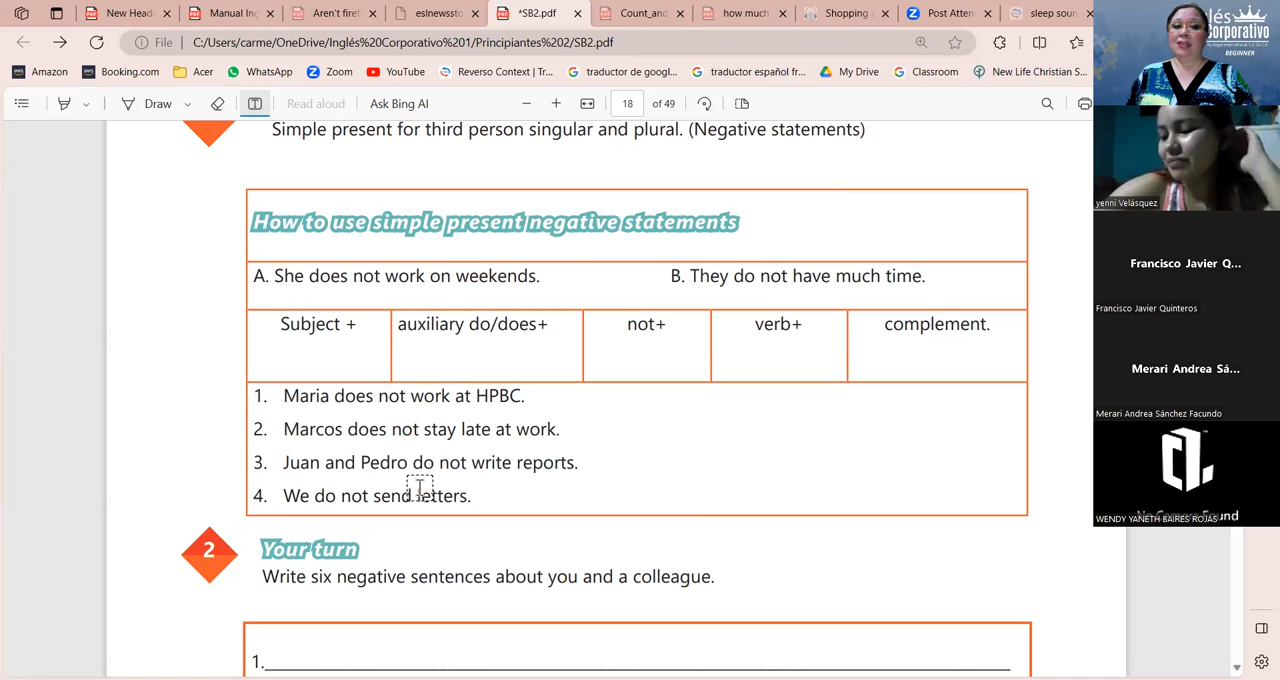 New Head
Manual In
Aren't firef
eslnewssto
*SB2.pdf
Count_and
how much
Shopping a
Post Atten
sleep soun
File
C:/Users/carme/OneDrive/Inglés%20Corporativo%201/Principiantes%202/SB2.pdf
Amazon
Booking.com
Acer
WhatsApp
Zoom
YouTube
Reverso Context | Tr...
traductor de googl...
traductor español fr...
My Drive
Classroom
New Life Christian S...
Draw
Read aloud
Ask Bing AI
18 of 49
Simple present for third person singular and plural. (Negative statements)
How to use simple present negative statements
A. She does not work on weekends.
B. They do not have much time.
Subject +
auxiliary do/does+
not+
verb+
complement.
1. Maria does not work at HPBC.
2. Marcos does not stay late at work.
3. Juan and Pedro do not write reports.
4. We do not send letters.
2
Your turn
Write six negative sentences about you and a colleague.
1.
glés
Corporativo
BEGINNER
yenni Velásquez
Francisco Javier Q...
Francisco Javier Quinteros
Merari Andrea Sá...
Merari Andrea Sánchez Facundo
WENDY YANETH BAIRES ROJAS